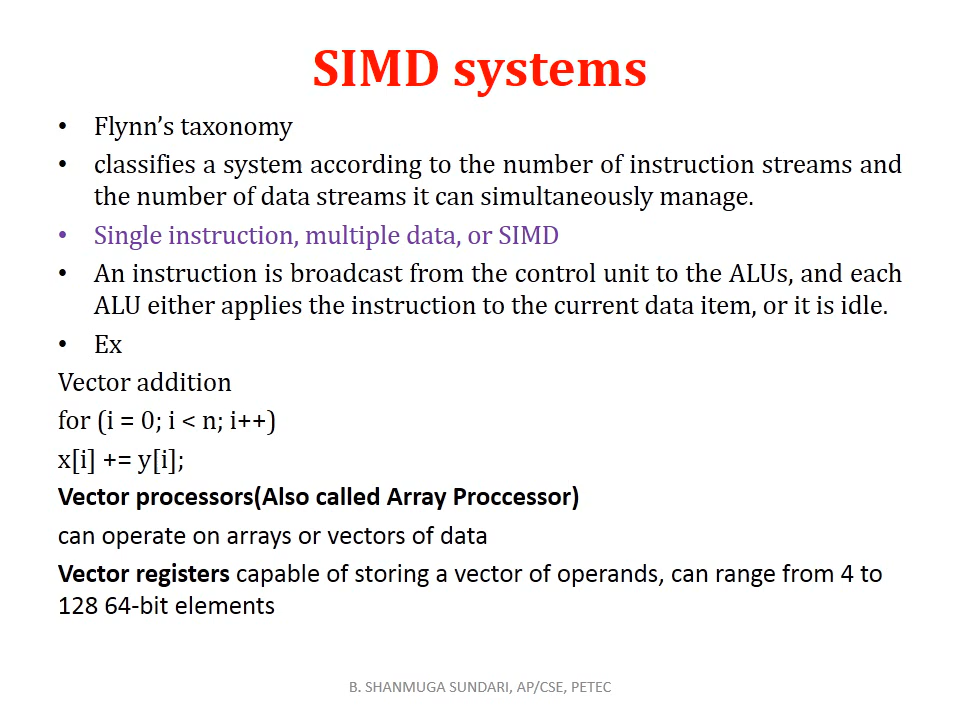 SIMD systems
• Flynn’s taxonomy
• classifies a system according to the number of instruction streams and
the number of data streams it can simultaneously manage.
• Single instruction, multiple data, or SIMD
• An instruction is broadcast from the control unit to the ALUs, and each
ALU either applies the instruction to the current data item, or it is idle.
• Ex
Vector addition
for (i = 0; i < n; i++)
x[i] += y[i];
Vector processors(Also called Array Proccessor)
can operate on arrays or vectors of data
Vector registers capable of storing a vector of operands, can range from 4 to
128 64-bit elements
B. SHANMUGA SUNDARI, AP/CSE, PETEC